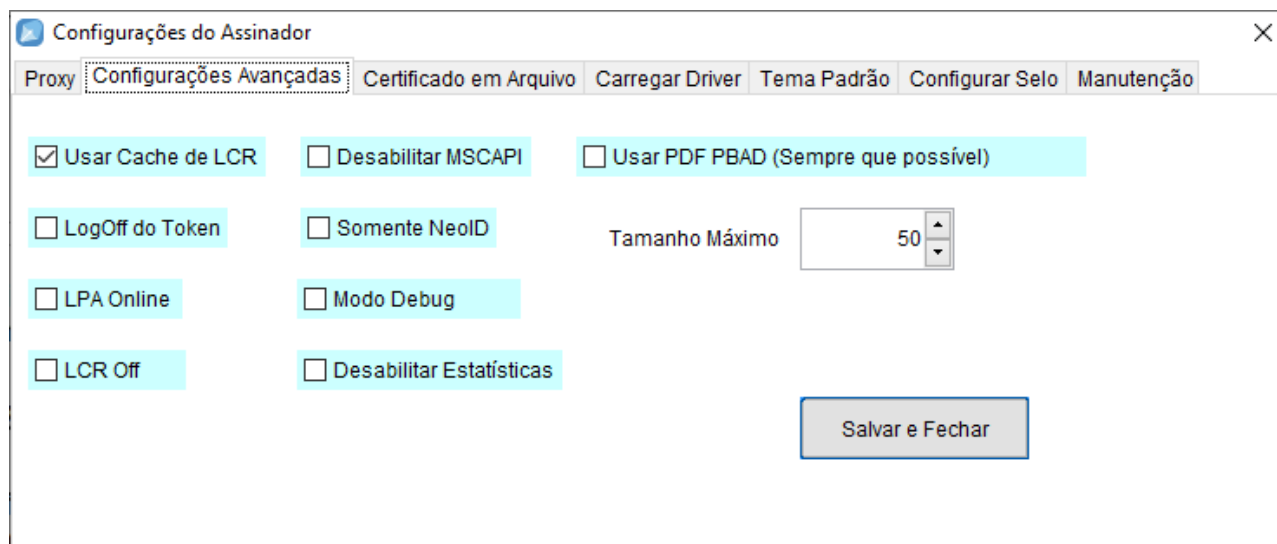 Configurações do Assinador
Proxy Configurações Avançadas Certificado em Arquivo Carregar Driver Tema Padrão Configurar Selo Manutenção
Usar Cache de LCR Desabilitar MSCAPI Usar PDF PBAD (Sempre que possível)
LogOff do Token Somente NeoID Tamanho Máximo 50
LPA Online Modo Debug
LCR Off Desabilitar Estatísticas
Salvar e Fechar